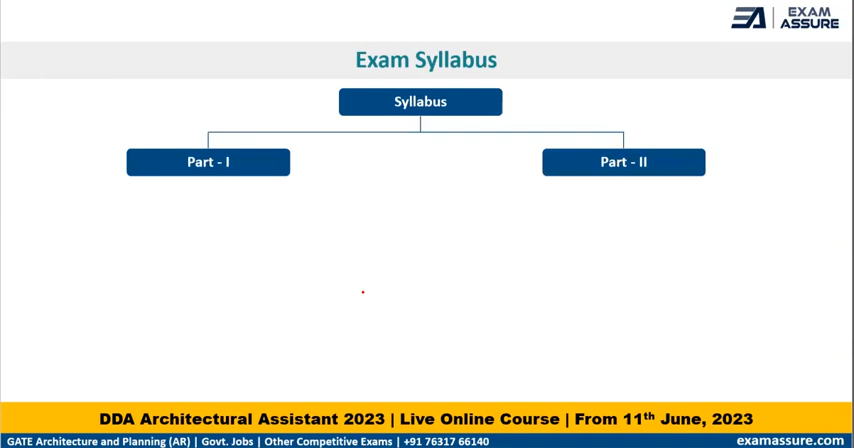 EXAM
ASSURE
Exam Syllabus
Syllabus
Part - I
Part - II
DDA Architectural Assistant 2023 | Live Online Course | From 11th June, 2023
GATE Architecture and Planning (AR) | Govt. Jobs | Other Competitive Exams | +91 76317 66140
examassure.com